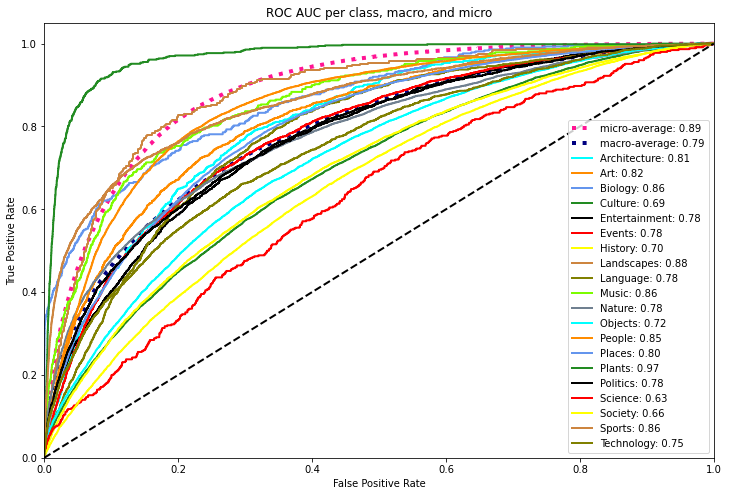 ROC AUC per class, macro, and micro
True Positive Rate
1.0
0.8
0.6
0.4
0.2
0.0
micro-average: 0.89
macro-average: 0.79
Architecture: 0.81
Art: 0.82
Biology: 0.86
Culture: 0.69
Entertainment: 0.78
Events: 0.78
History: 0.70
Landscapes: 0.88
Language: 0.78
Music: 0.86
Nature: 0.78
Objects: 0.72
People: 0.85
Places: 0.80
Plants: 0.97
Politics: 0.78
Science: 0.63
Society: 0.66
Sports: 0.86
Technology: 0.75
0.0 0.2 0.4 0.6 0.8 1.0
False Positive Rate